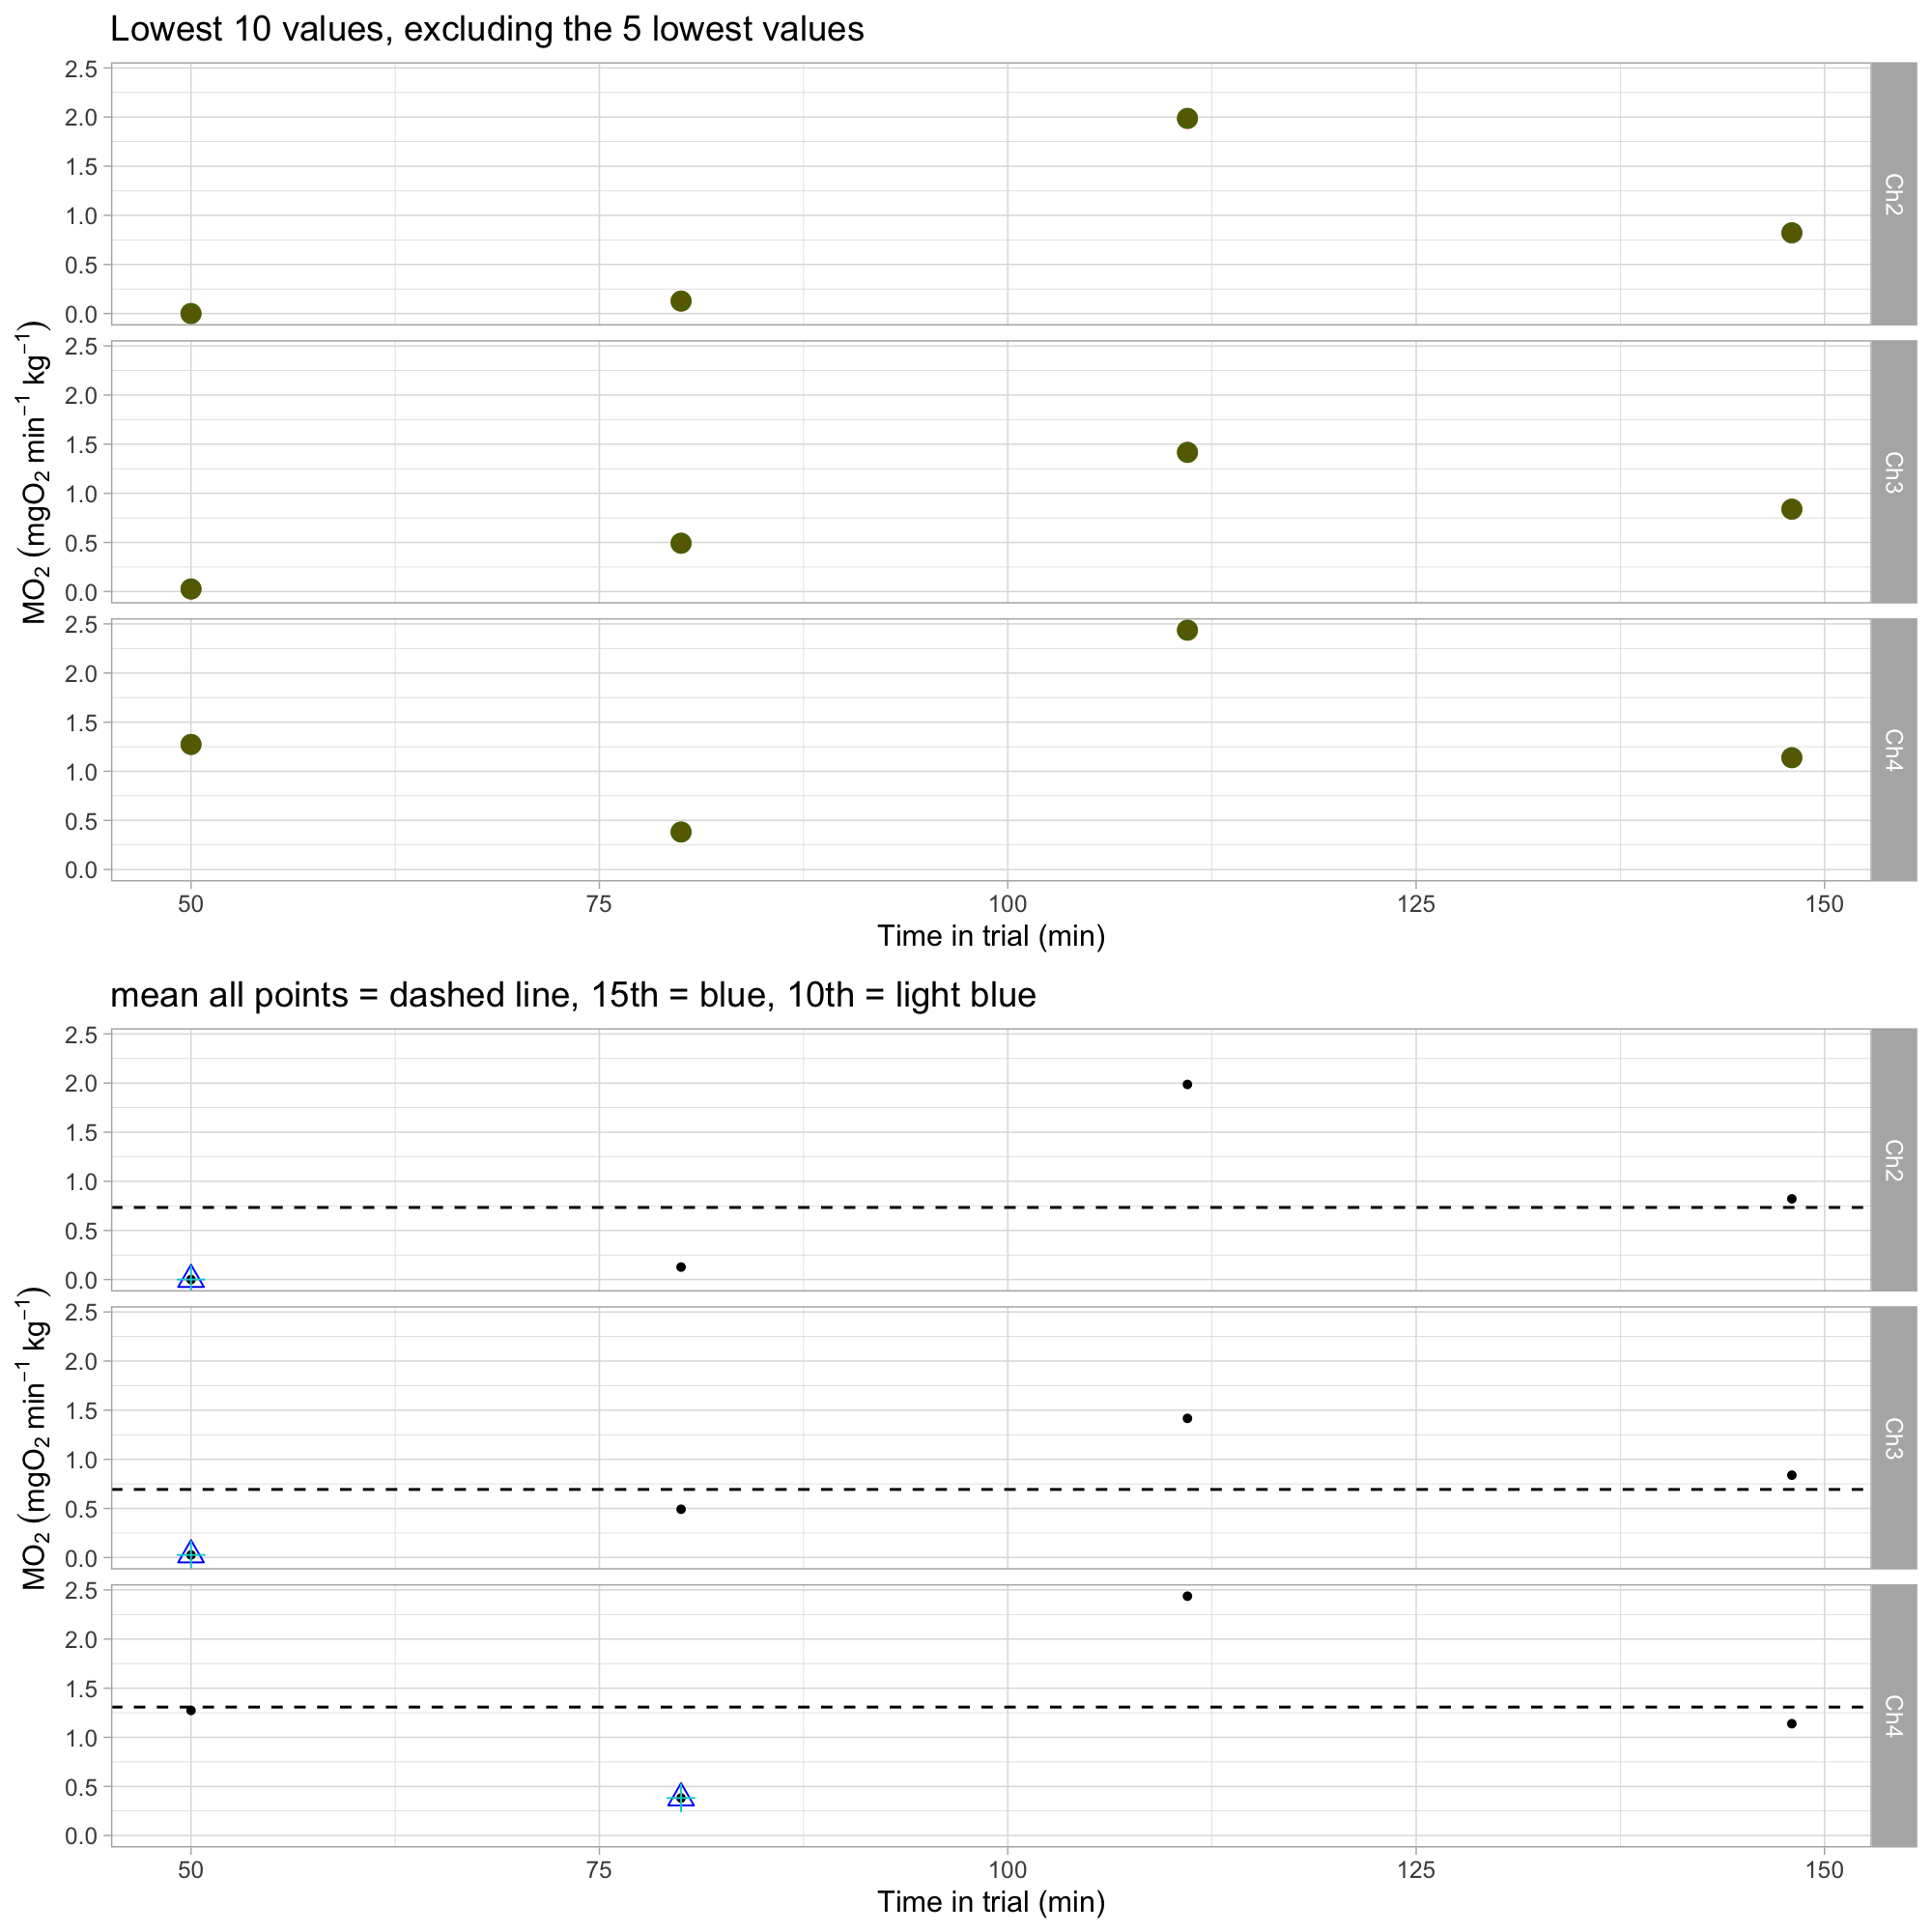 Lowest 10 values, excluding the 5 lowest values
2.5
2.0
1.5
1.0
0.5
0.0
Ch2
2.5
2.0
1.5
1.0
0.5
0.0
Ch3
2.5
2.0
1.5
1.0
0.5
0.0
Ch4
MO₂ (mgO₂ min⁻¹ kg⁻¹)
50 75 100 125 150
Time in trial (min)
mean all points = dashed line, 15th = blue, 10th = light blue
2.5
2.0
1.5
1.0
0.5
0.0
Ch2
2.5
2.0
1.5
1.0
0.5
0.0
Ch3
2.5
2.0
1.5
1.0
0.5
0.0
Ch4
MO₂ (mgO₂ min⁻¹ kg⁻¹)
50 75 100 125 150
Time in trial (min)